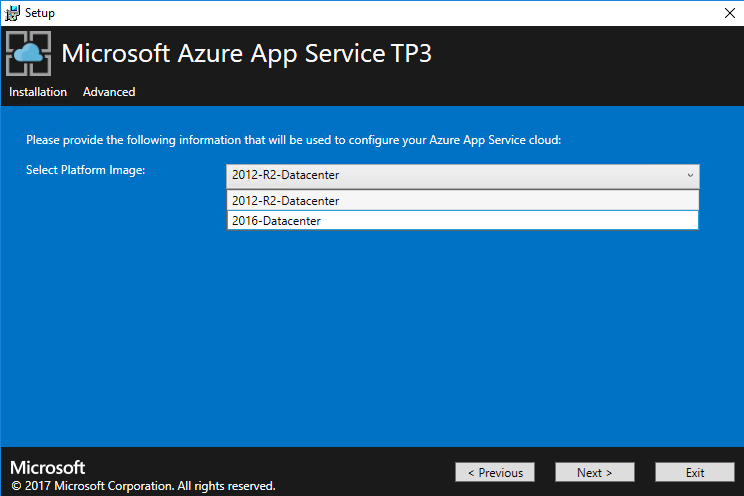 Setup
Microsoft Azure App Service TP3
Installation Advanced
Please provide the following information that will be used to configure your Azure App Service cloud:
Select Platform Image: 2012-R2-Datacenter
2012-R2-Datacenter
2016-Datacenter
Microsoft
© 2017 Microsoft Corporation. All rights reserved.
< Previous Next > Exit